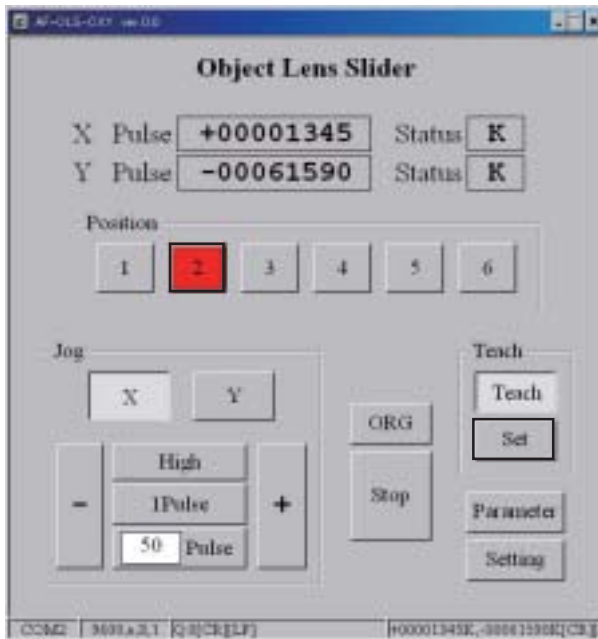 Object Lens Slider
X Pulse +00001345 Status K
Y Pulse -00061590 Status K
Position
1 2 3 4 5 6
Jog
X Y
High
1Pulse
50 Pulse
- +
ORG
Stop
Teach
Teach
Set
Parameter
Setting
COM2